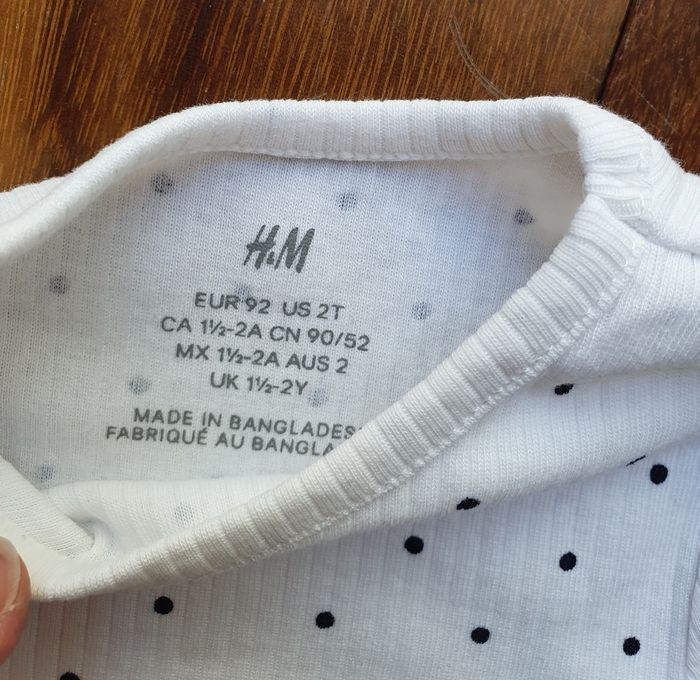 H&M
EUR 92 US 2T
CA 1½-2A CN 90/52
MX 1½-2A AUS 2
UK 1½-2Y
MADE IN BANGLADES
FABRIQUÉ AU BANGLA